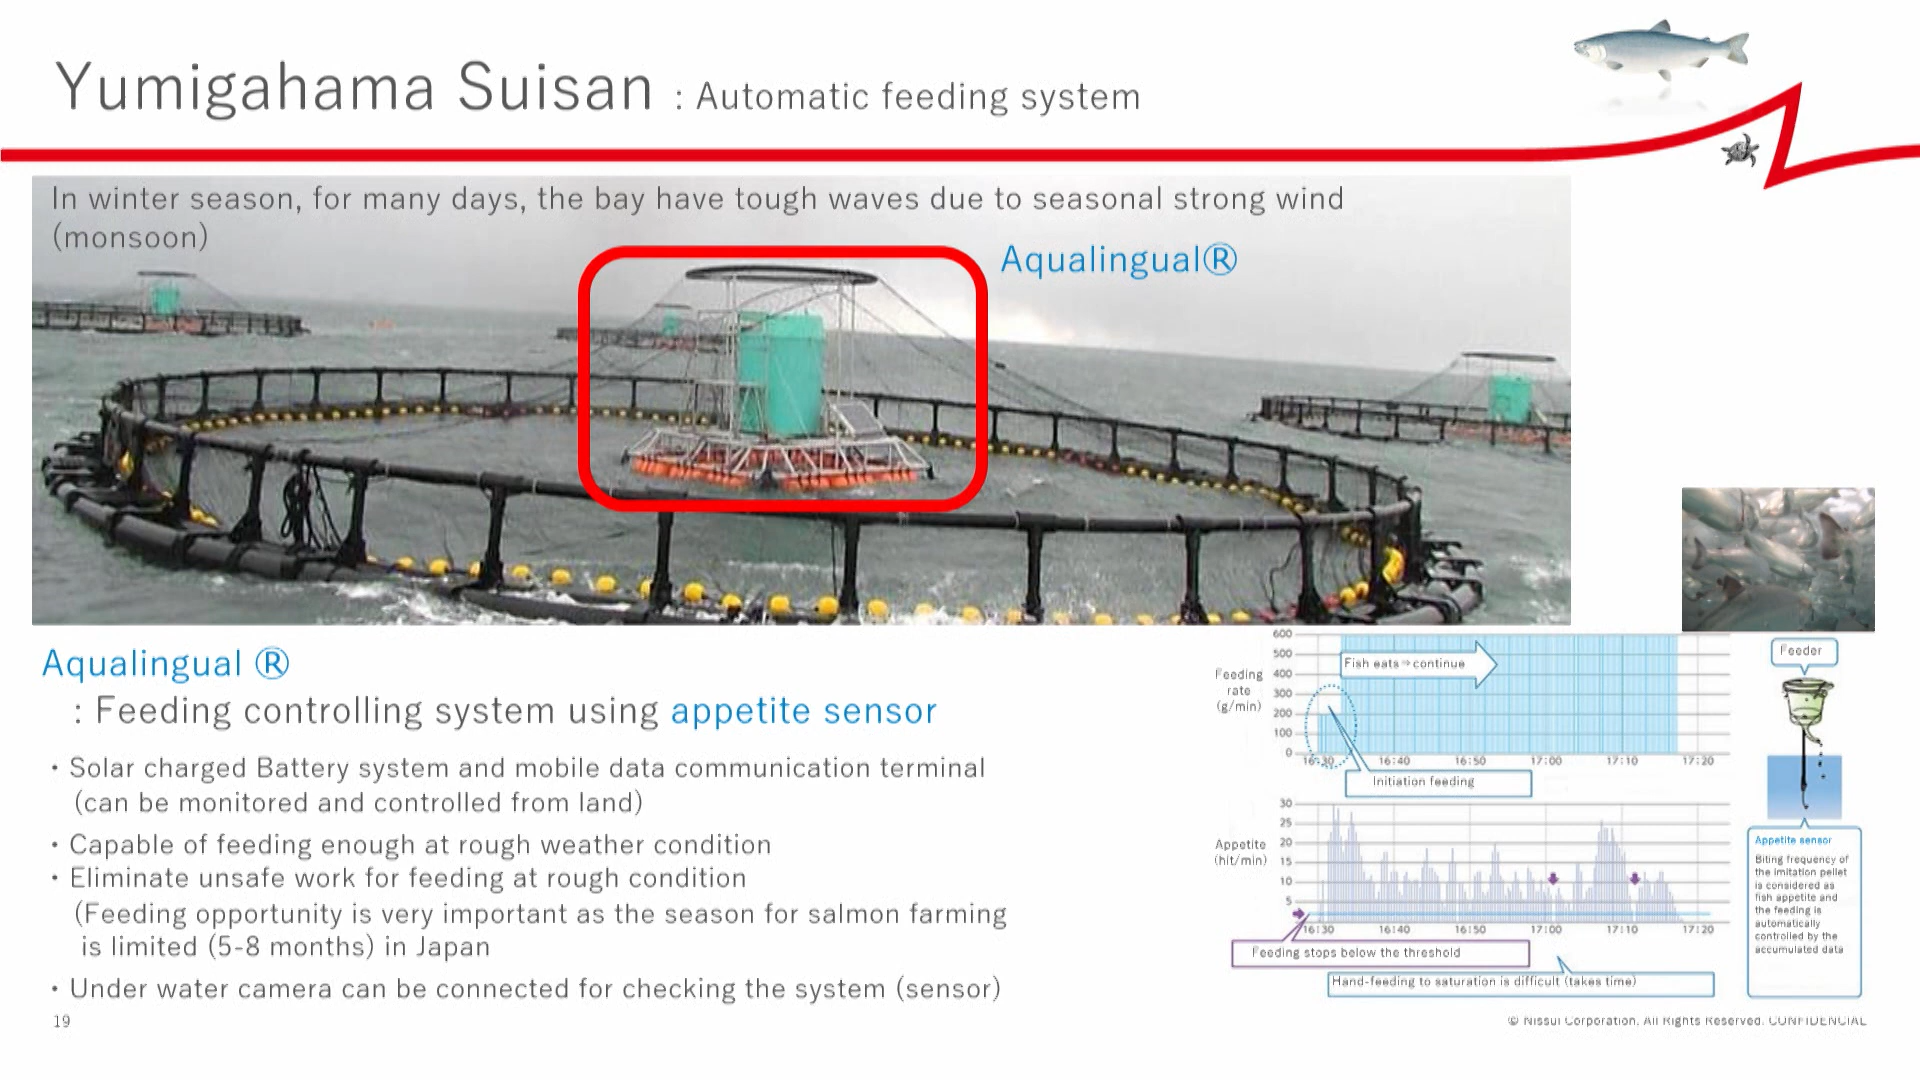 Yumigahama Suisan : Automatic feeding system
In winter season, for many days, the bay have tough waves due to seasonal strong wind
(monsoon)
Aqualingual®
Aqualingual ®
: Feeding controlling system using appetite sensor
・Solar charged Battery system and mobile data communication terminal
(can be monitored and controlled from land)
・Capable of feeding enough at rough weather condition
・Eliminate unsafe work for feeding at rough condition
(Feeding opportunity is very important as the season for salmon farming
is limited (5-8 months) in Japan
・Under water camera can be connected for checking the system (sensor)
19
Feeding
rate
(g/min)
600
500
400
300
200
100
0
Fish eats⇒continue
16:30 16:40 16:50 17:00 17:10 17:20
Initiation feeding
Appetite
(hit/min)
30
25
20
15
10
5
16:30 16:40 16:50 17:00 17:10 17:20
Feeding stops below the threshold
Hand-feeding to saturation is difficult (takes time)
Feeder
Appetite sensor
Biting frequency of
the imitation pellet
is considered as
fish appetite and
the feeding is
automatically
controlled by the
accumulated data
© Nissui Corporation. All Rights Reserved. CONFIDENCIAL